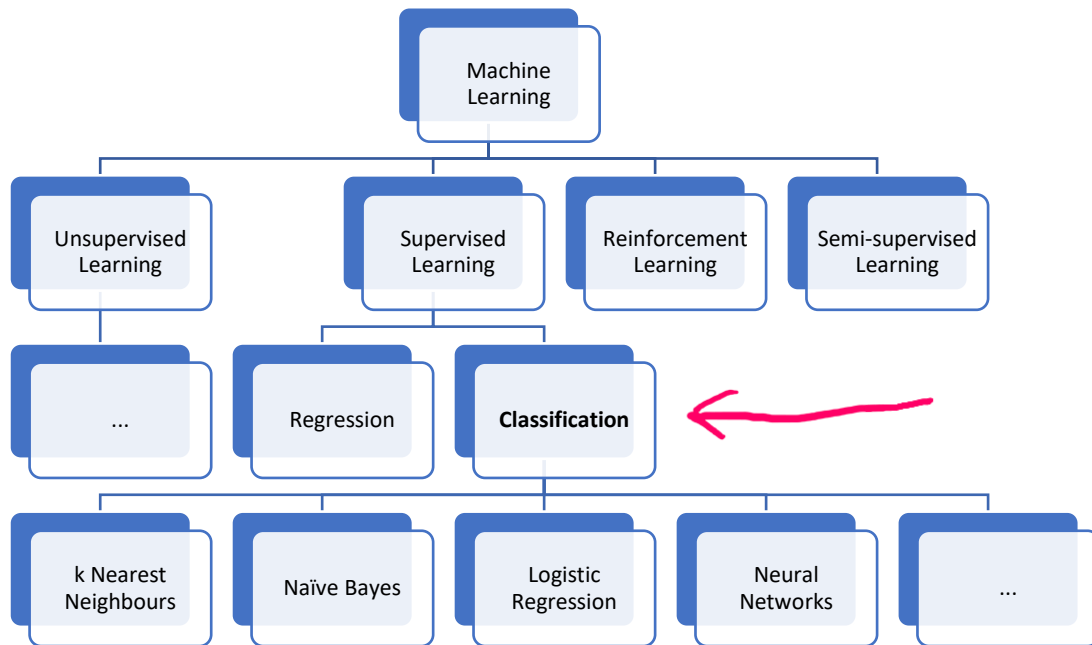 Machine
Learning
Unsupervised
Learning
Supervised
Learning
Reinforcement
Learning
Semi-supervised
Learning
...
Regression
Classification
k Nearest
Neighbours
Naïve Bayes
Logistic
Regression
Neural
Networks
...